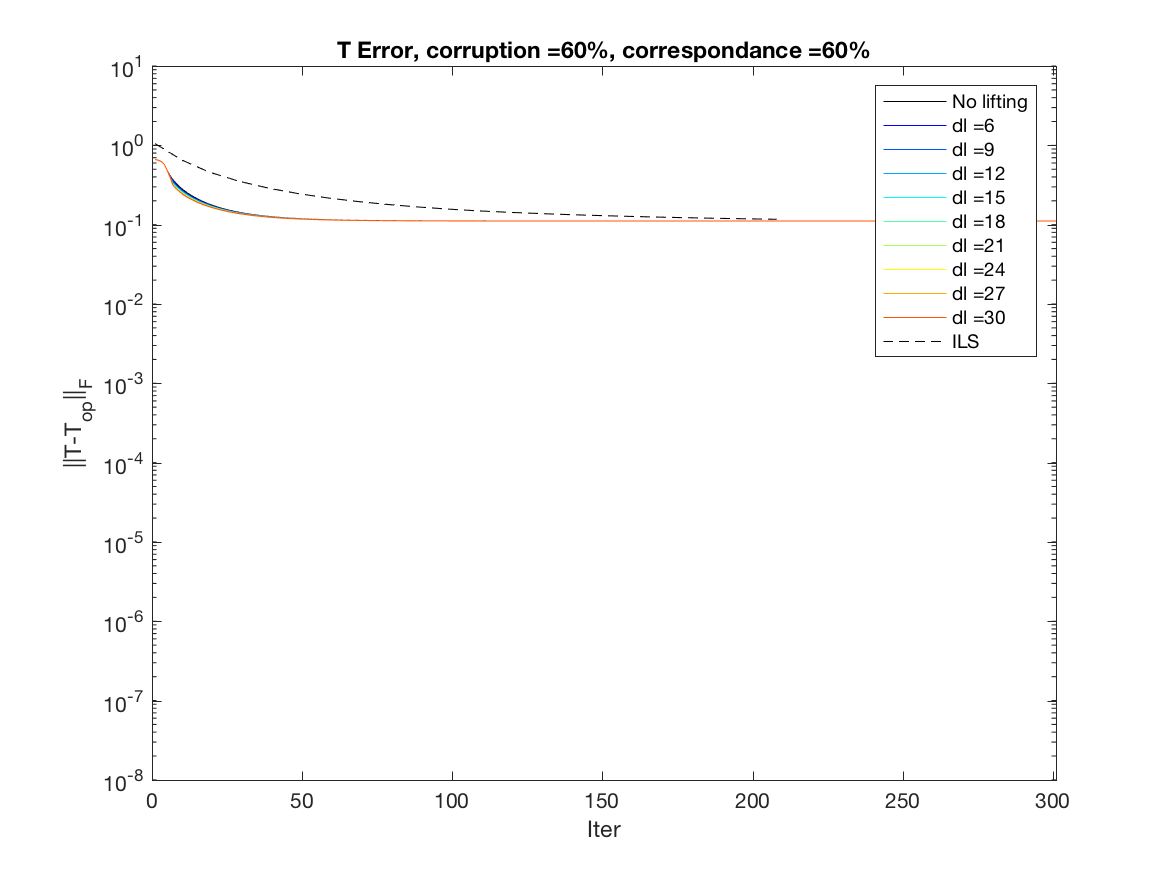 T Error, corruption =60%, correspondance =60%
10^1
10^0
10^-1
10^-2
10^-3
10^-4
10^-5
10^-6
10^-7
10^-8
||T-T_op||_F
0 50 100 150 200 250 300
Iter
No lifting
dl =6
dl =9
dl =12
dl =15
dl =18
dl =21
dl =24
dl =27
dl =30
ILS